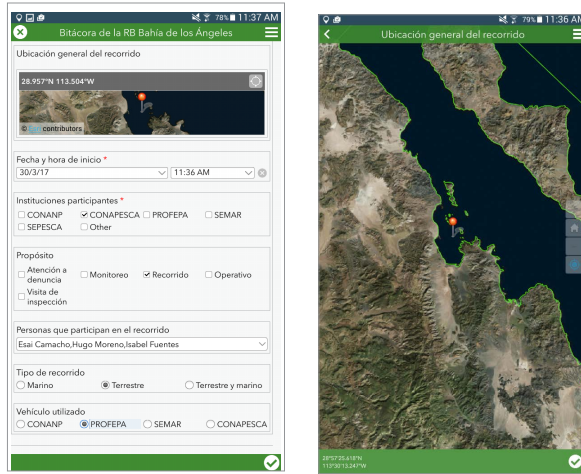 78% 11:37 AM
Bitácora de la RB Bahía de los Ángeles
Ubicación general del recorrido
28.957°N 113.504°W
© Esri contributors
Fecha y hora de inicio *
30/3/17 11:36 AM
Instituciones participantes *
CONANP CONAPESCA PROFEPA SEMAR
SEPESCA Other
Propósito
Atención a denuncia Monitoreo Recorrido Operativo
Visita de inspección
Personas que participan en el recorrido
Esai Camacho,Hugo Moreno,Isabel Fuentes
Tipo de recorrido
Marino Terrestre Terrestre y marino
Vehículo utilizado
CONANP PROFEPA SEMAR CONAPESCA
79% 11:36 AM
Ubicación general del recorrido
28°57'25.618"N
113°30'13.247"W